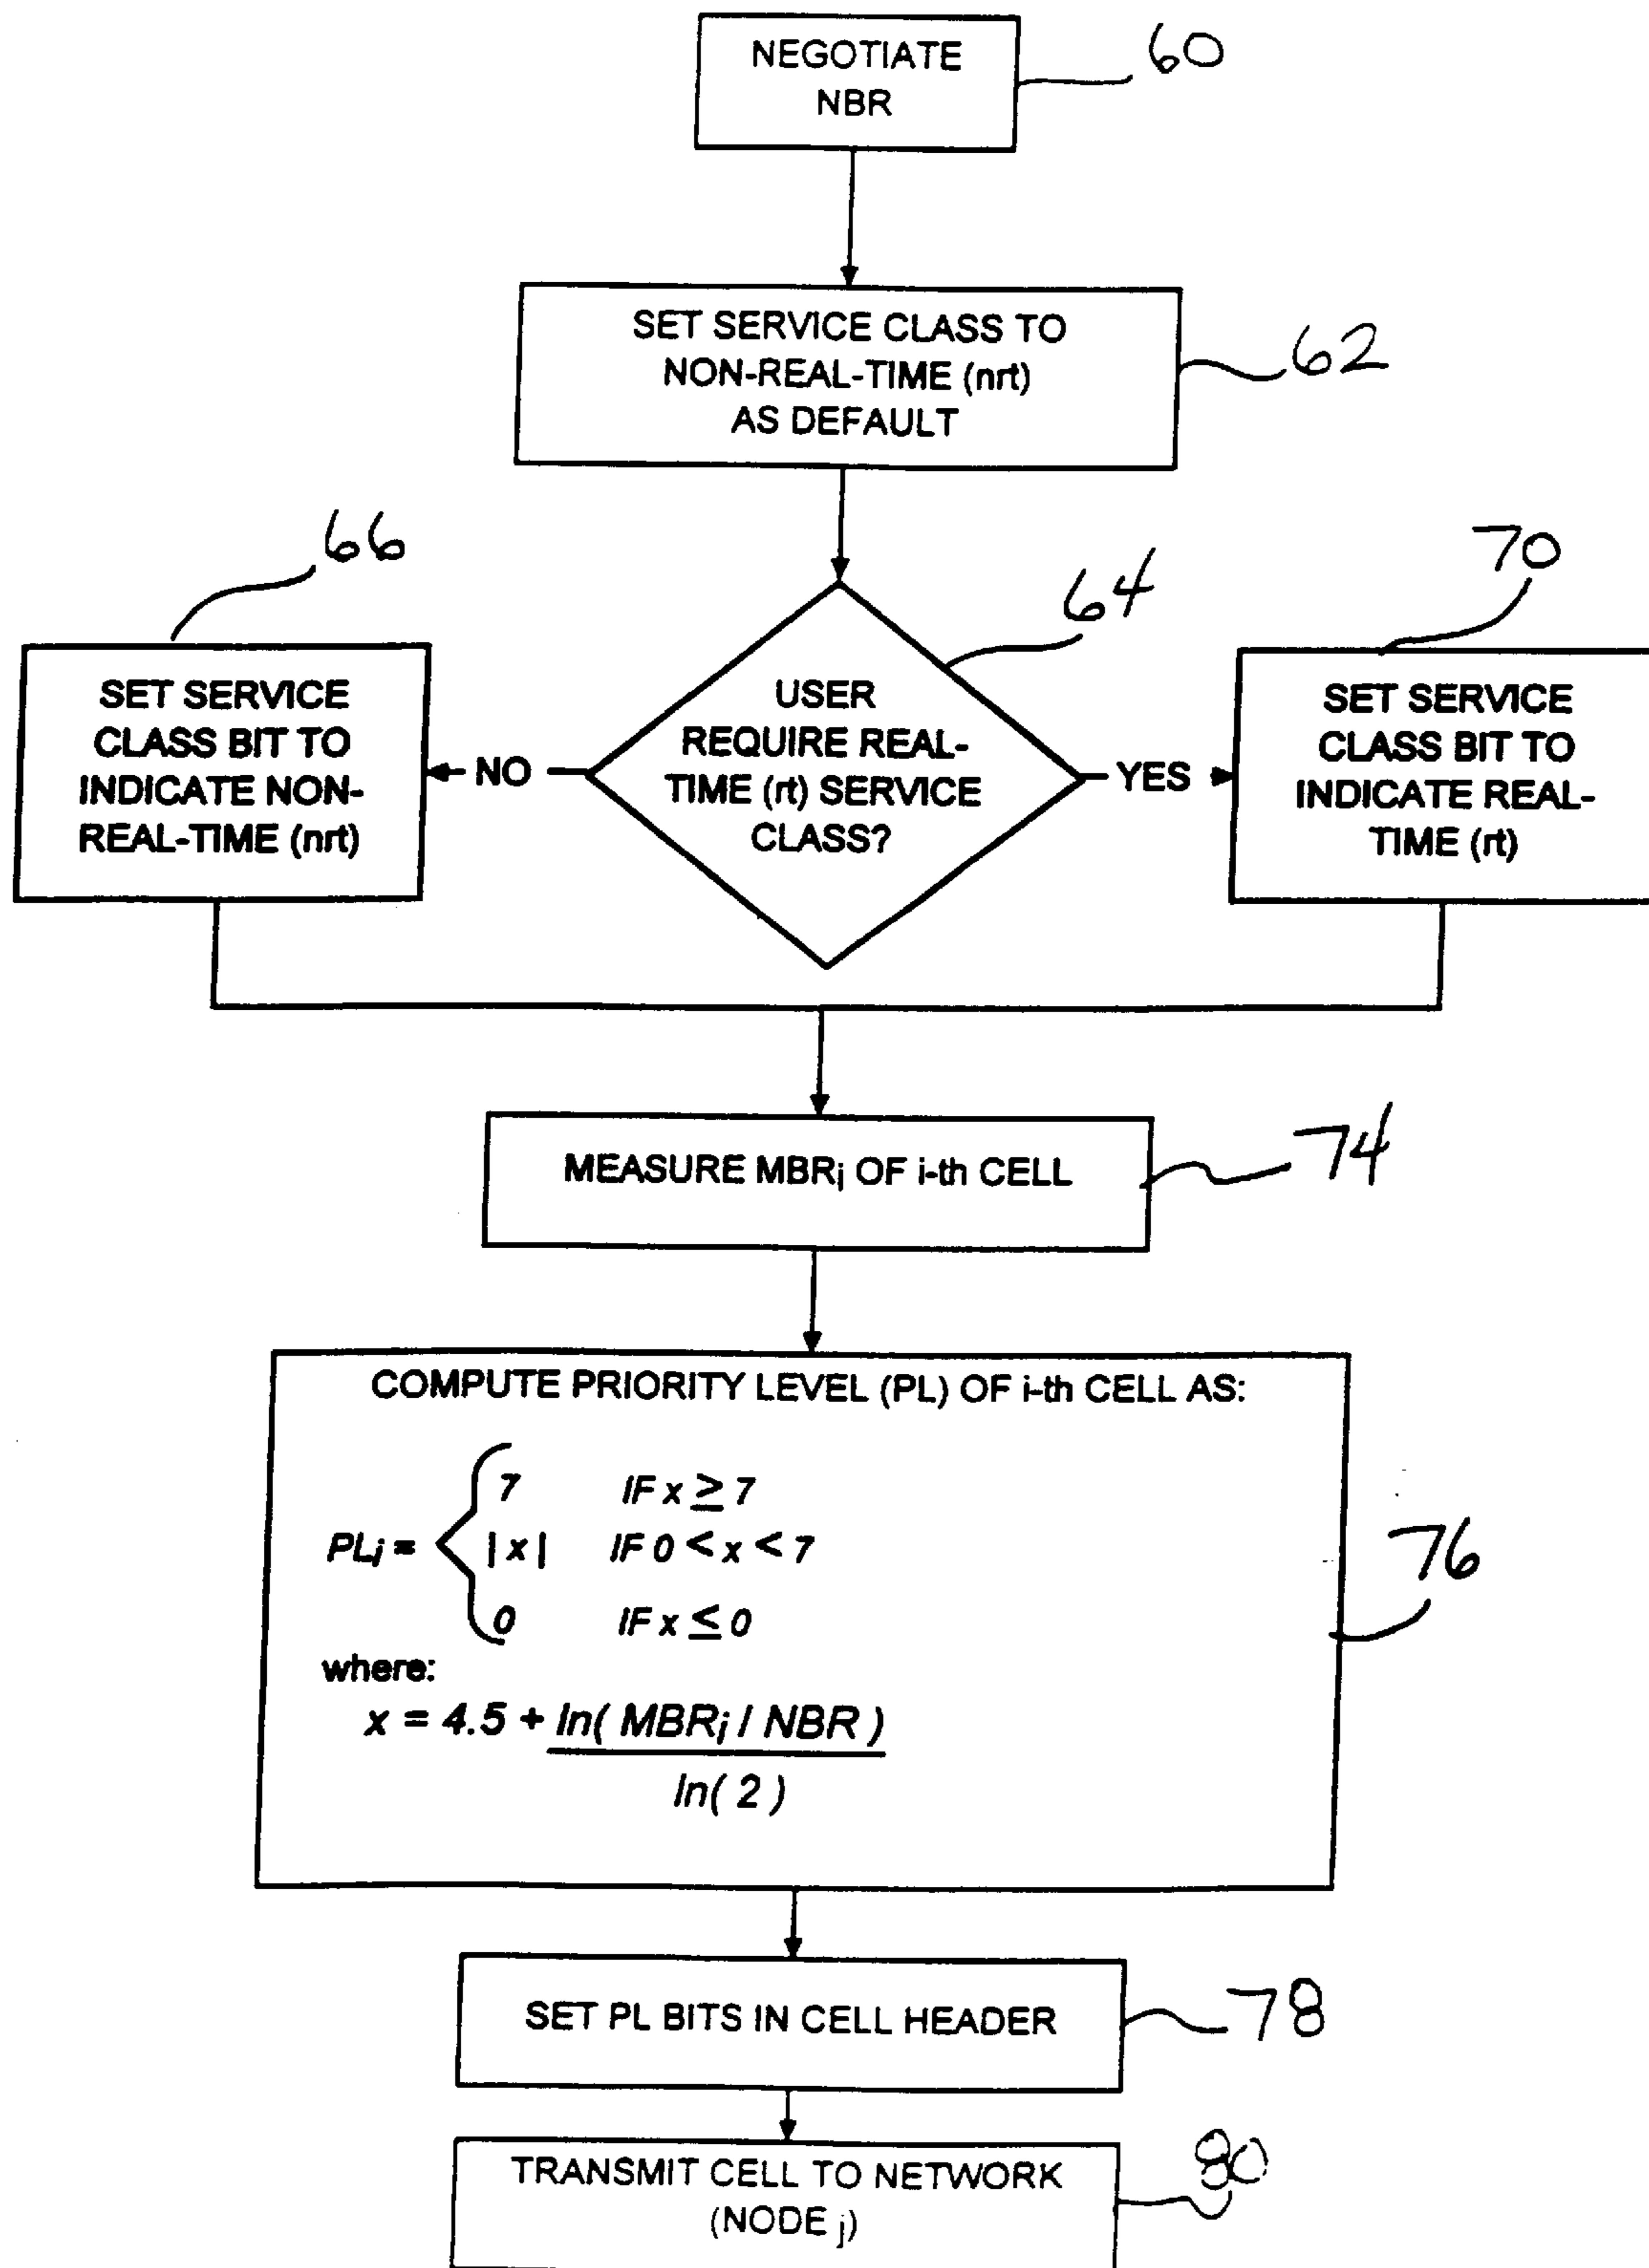 NEGOTIATE
NBR
60
SET SERVICE CLASS TO
NON-REAL-TIME (nrt)
AS DEFAULT
62
66
64
70
SET SERVICE
CLASS BIT TO
INDICATE NON-
REAL-TIME (nrt)
NO
USER
REQUIRE REAL-
TIME (rt) SERVICE
CLASS?
YES
SET SERVICE
CLASS BIT TO
INDICATE REAL-
TIME (rt)
MEASURE MBRi OF i-th CELL
74
COMPUTE PRIORITY LEVEL (PL) OF i-th CELL AS:
7 IF x ≥ 7
PLi = | x | IF 0 < x < 7
0 IF x ≤ 0
where:
x = 4.5 + ln( MBRi / NBR )
ln( 2 )
76
SET PL BITS IN CELL HEADER
78
TRANSMIT CELL TO NETWORK
(NODE j)
80